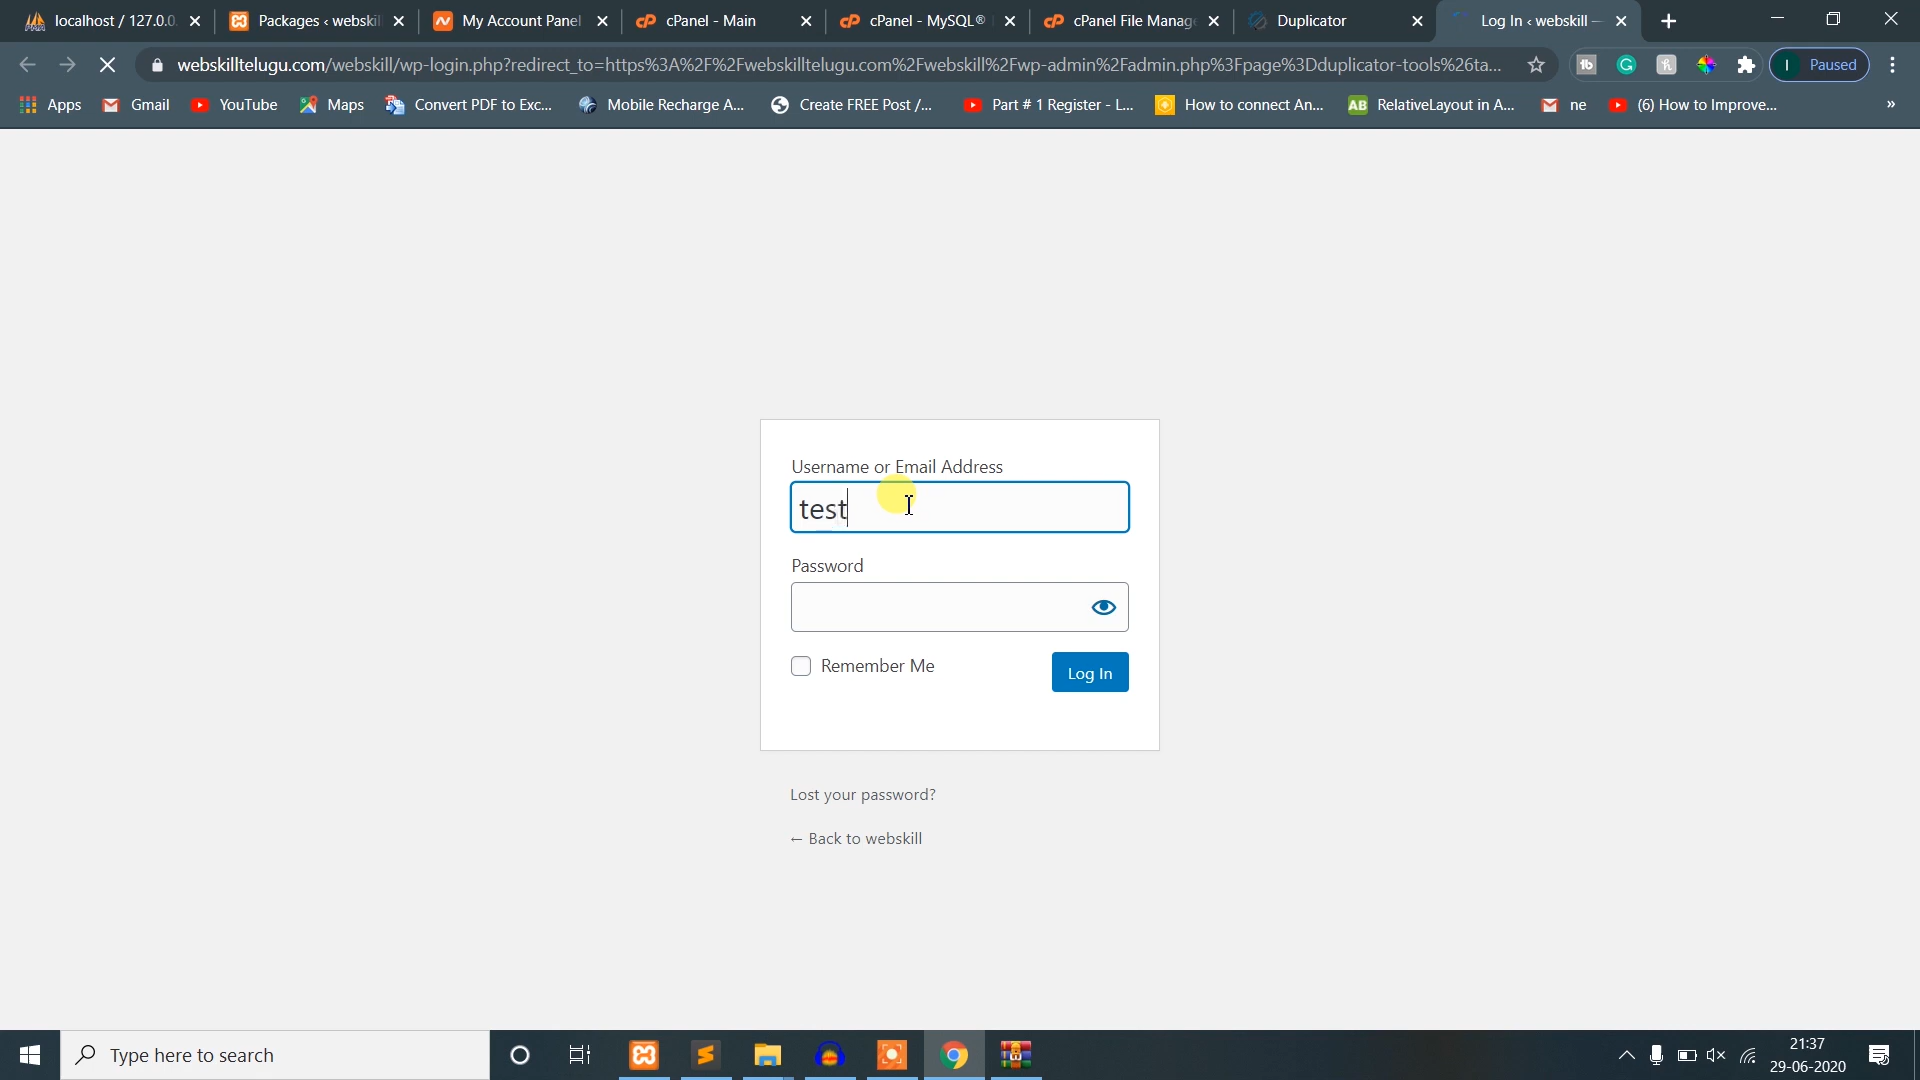 localhost / 127.0.0.
Packages ‹ webskil
My Account Panel
cPanel - Main
cPanel - MySQL®
cPanel File Manag
Duplicator
Log In ‹ webskill —
webskilltelugu.com/webskill/wp-login.php?redirect_to=https%3A%2F%2Fwebskilltelugu.com%2Fwebskill%2Fwp-admin%2Fadmin.php%3Fpage%3Dduplicator-tools%26ta...
Paused
Apps
Gmail
YouTube
Maps
Convert PDF to Exc...
Mobile Recharge A...
Create FREE Post /...
Part # 1 Register - L...
How to connect An...
RelativeLayout in A...
ne
(6) How to Improve...
»
Username or Email Address
test
Password
Remember Me
Log In
Lost your password?
← Back to webskill
Type here to search
21:37
29-06-2020